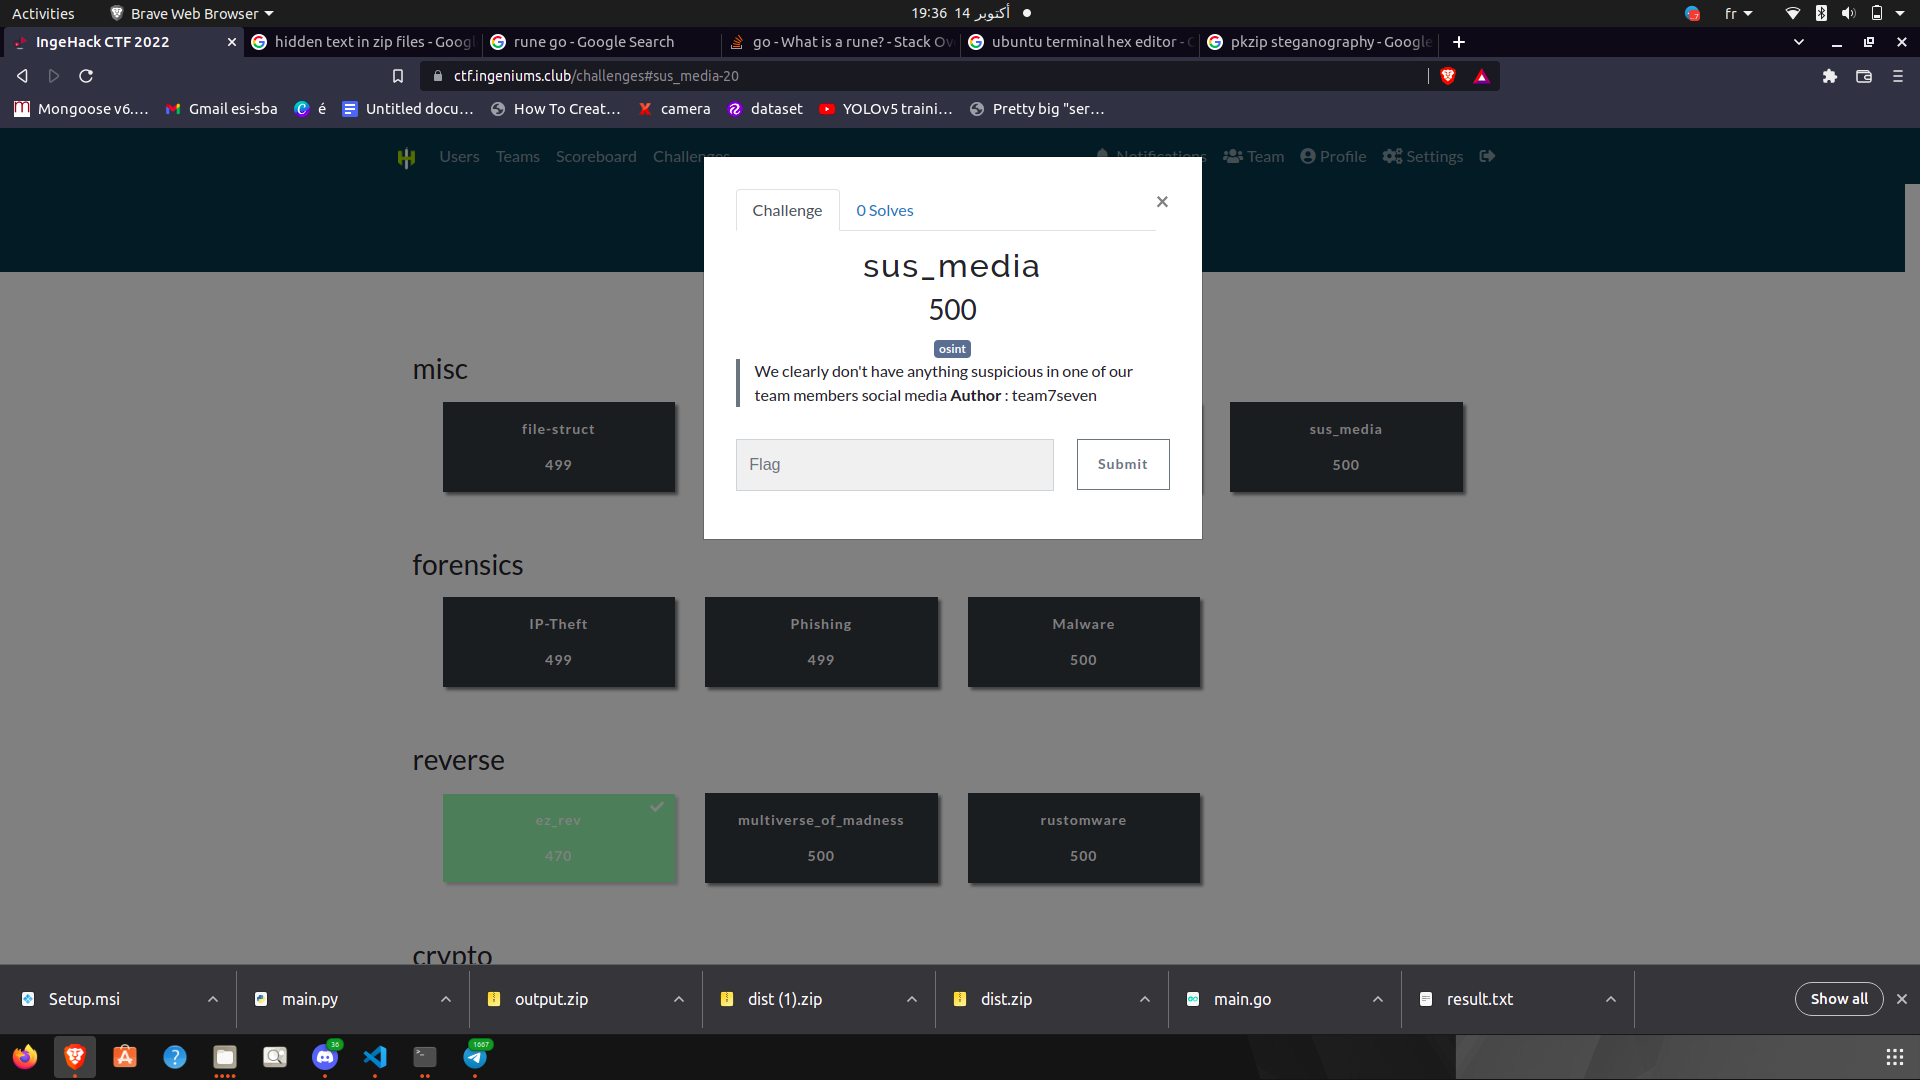 Activities
Brave Web Browser
19:36 14 أكتوبر
fr
IngeHack CTF 2022
hidden text in zip files - Googl
rune go - Google Search
go - What is a rune? - Stack Ov
ubuntu terminal hex editor - G
pkzip steganography - Google
ctf.ingeniums.club/challenges#sus_media-20
Mongoose v6.…
Gmail esi-sba
é
Untitled docu…
How To Creat…
camera
dataset
YOLOv5 traini…
Pretty big "ser…
Users
Teams
Scoreboard
Challenges
Notifications
Team
Profile
Settings
Challenge
0 Solves
×
sus_media
500
osint
We clearly don't have anything suspicious in one of our
team members social media Author : team7seven
Flag
Submit
misc
file-struct
499
sus_media
500
forensics
IP-Theft
499
Phishing
499
Malware
500
reverse
ez_rev
470
multiverse_of_madness
500
rustomware
500
crypto
Setup.msi
main.py
output.zip
dist (1).zip
dist.zip
main.go
result.txt
Show all
36
1667